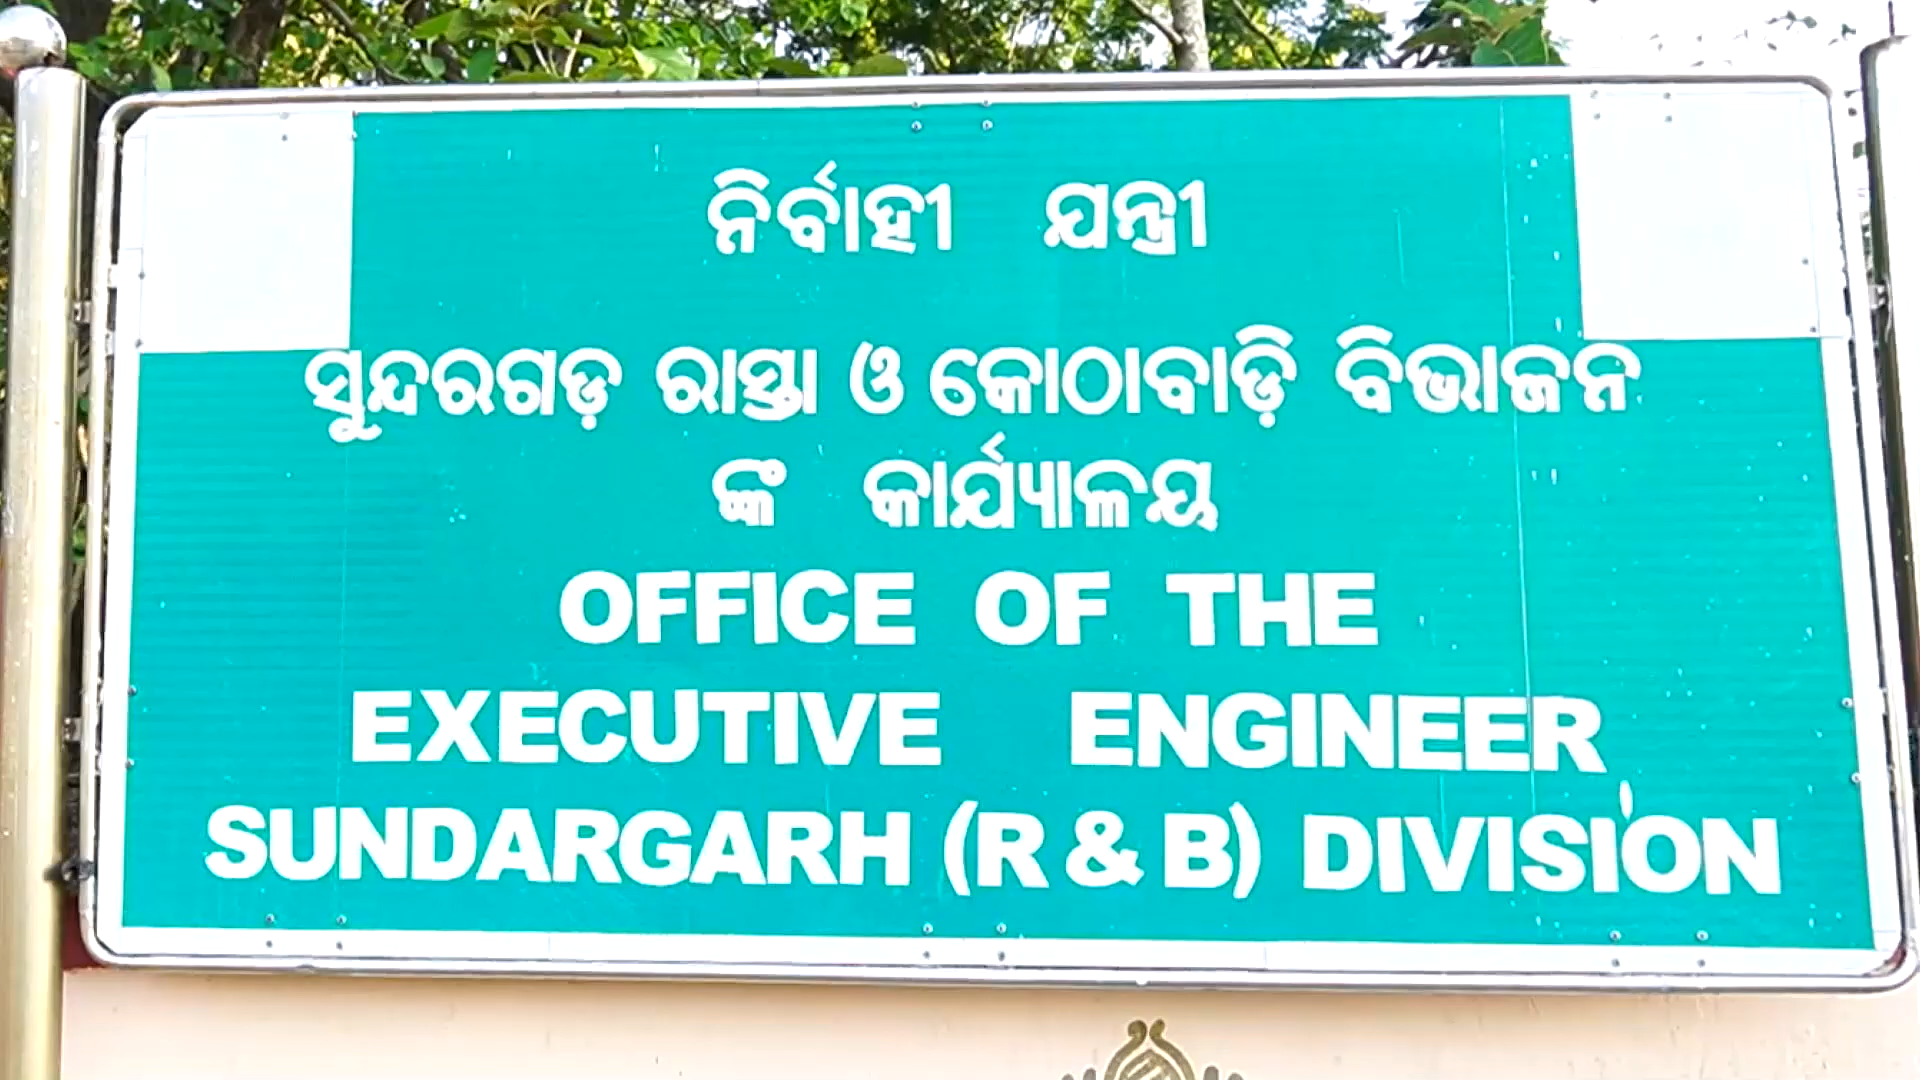 ନିର୍ବାହୀ ଯନ୍ତ୍ରୀ
ସୁନ୍ଦରଗଡ଼ ରାସ୍ତା ଓ କୋଠାବାଡ଼ି ବିଭାଜନ
ଙ୍କ କାର୍ଯ୍ୟାଳୟ
OFFICE OF THE
EXECUTIVE ENGINEER
SUNDARGARH (R & B) DIVISION